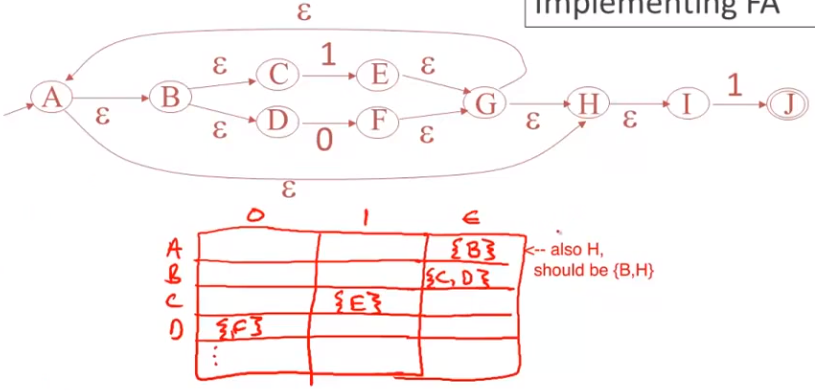 Implementing FA
ε
ε 1 ε
C E
A ε B G ε H ε I 1 J
ε D 0 F ε
ε
0 1 ϵ
A {B} <-- also H,
B {C,D} should be {B,H}
C {E}
D {F}
⋮